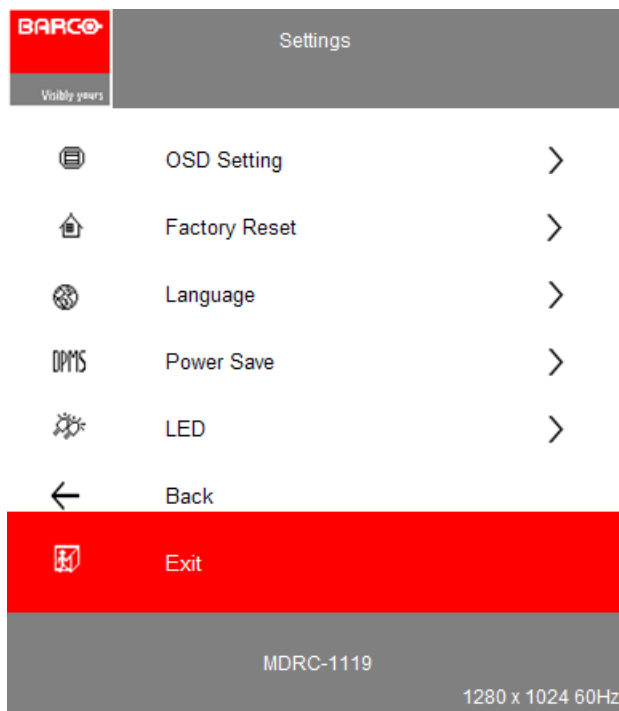 BARCO
Settings
Visibly yours
OSD Setting
Factory Reset
Language
DPMS Power Save
LED
Back
Exit
MDRC-1119
1280 x 1024 60Hz